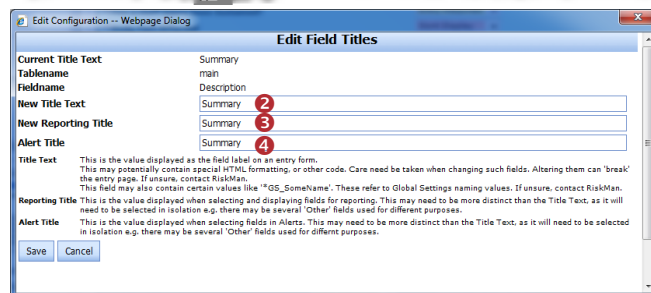 Edit Configuration -- Webpage Dialog
Edit Field Titles
Current Title Text Summary
Tablename main
Fieldname Description
New Title Text Summary 2
New Reporting Title Summary 3
Alert Title Summary 4
Title Text This is the value displayed as the field label on an entry form.
This may potentially contain special HTML formatting, or other code. Care need be taken when changing such fields. Altering them can 'break'
the entry page. If unsure, contact RiskMan.
This field may also contain certain values like '*GS_SomeName'. These refer to Global Settings naming values. If unsure, contact RiskMan.
Reporting Title This is the value displayed when selecting and displaying fields for reporting. This may need to be more distinct than the Title Text, as it will
need to be selected in isolation e.g. there may be several 'Other' fields used for differnt purposes.
Alert Title This is the value displayed when selecting fields in Alerts. This may need to be more distinct than the Title Text, as it will need to be selected
in isolation e.g. there may be several 'Other' fields used for differnt purposes.
Save Cancel